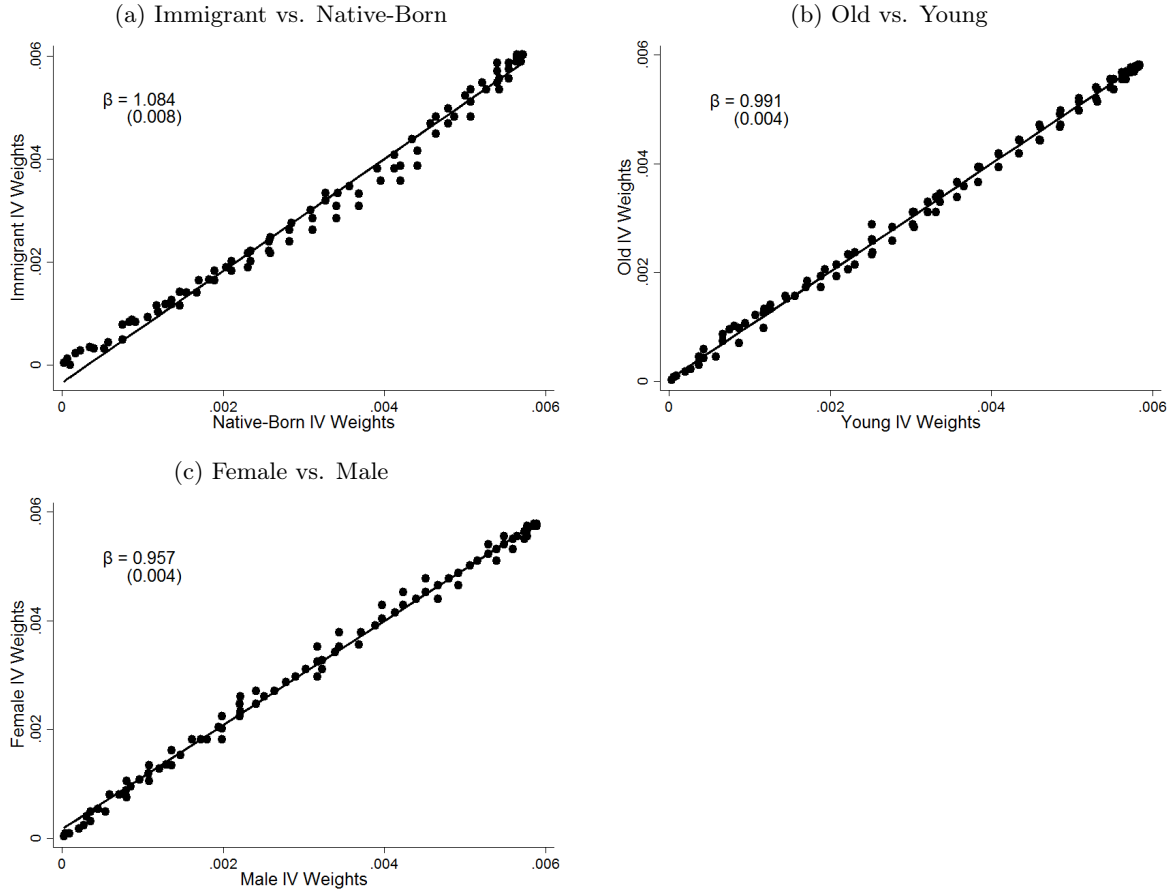 (a) Immigrant vs. Native-Born
β = 1.084
(0.008)
Immigrant IV Weights
.006
.004
.002
0
0 .002 .004 .006
Native-Born IV Weights
(b) Old vs. Young
β = 0.991
(0.004)
Old IV Weights
.006
.004
.002
0
0 .002 .004 .006
Young IV Weights
(c) Female vs. Male
β = 0.957
(0.004)
Female IV Weights
.006
.004
.002
0
0 .002 .004 .006
Male IV Weights